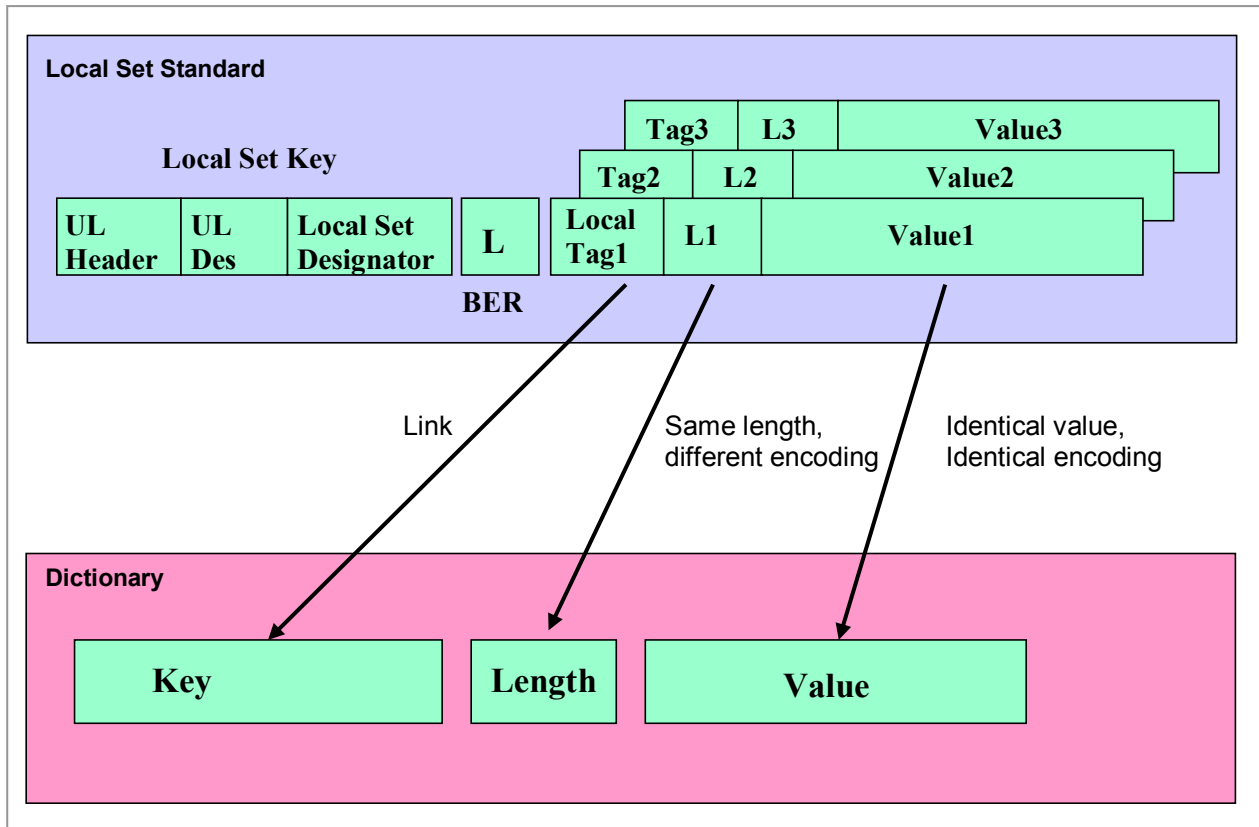 Local Set Standard
Tag3 L3 Value3
Local Set Key
Tag2 L2 Value2
UL Header
UL Des
Local Set Designator
L
Local Tag1
L1
Value1
BER
Link
Same length,
different encoding
Identical value,
Identical encoding
Dictionary
Key Length Value